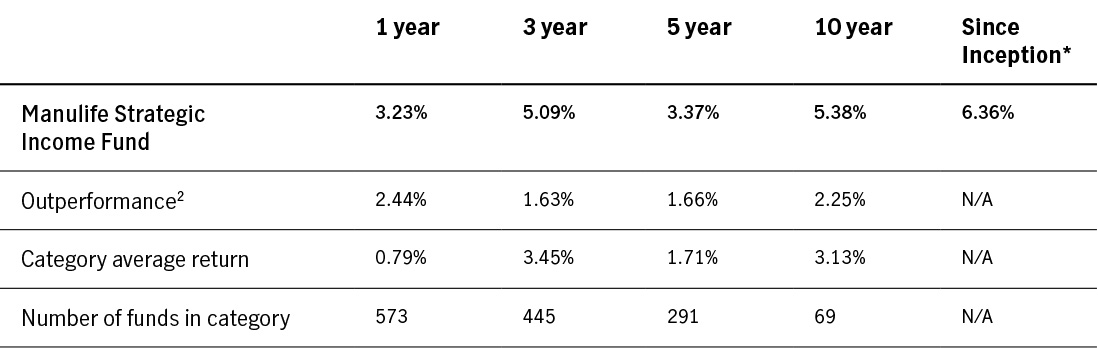 1 year 3 year 5 year 10 year Since
Inception*
Manulife Strategic 3.23% 5.09% 3.37% 5.38% 6.36%
Income Fund
Outperformance² 2.44% 1.63% 1.66% 2.25% N/A
Category average return 0.79% 3.45% 1.71% 3.13% N/A
Number of funds in category 573 445 291 69 N/A